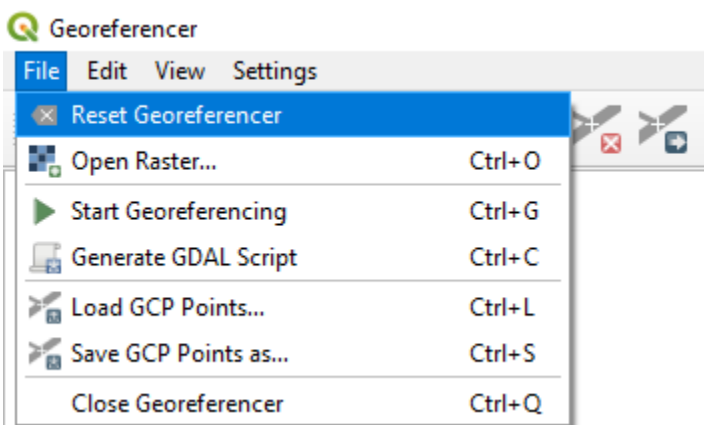 Georeferencer
File Edit View Settings
Reset Georeferencer
Open Raster... Ctrl+O
Start Georeferencing Ctrl+G
Generate GDAL Script Ctrl+C
Load GCP Points... Ctrl+L
Save GCP Points as... Ctrl+S
Close Georeferencer Ctrl+Q